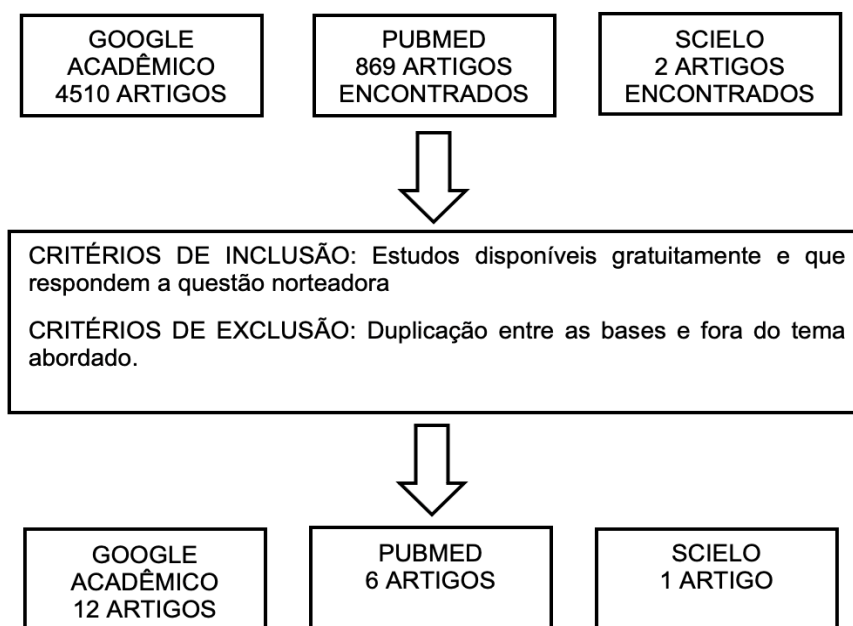 GOOGLE
ACADÊMICO
4510 ARTIGOS
PUBMED
869 ARTIGOS
ENCONTRADOS
SCIELO
2 ARTIGOS
ENCONTRADOS
CRITÉRIOS DE INCLUSÃO: Estudos disponíveis gratuitamente e que
respondem a questão norteadora
CRITÉRIOS DE EXCLUSÃO: Duplicação entre as bases e fora do tema
abordado.
GOOGLE
ACADÊMICO
12 ARTIGOS
PUBMED
6 ARTIGOS
SCIELO
1 ARTIGO